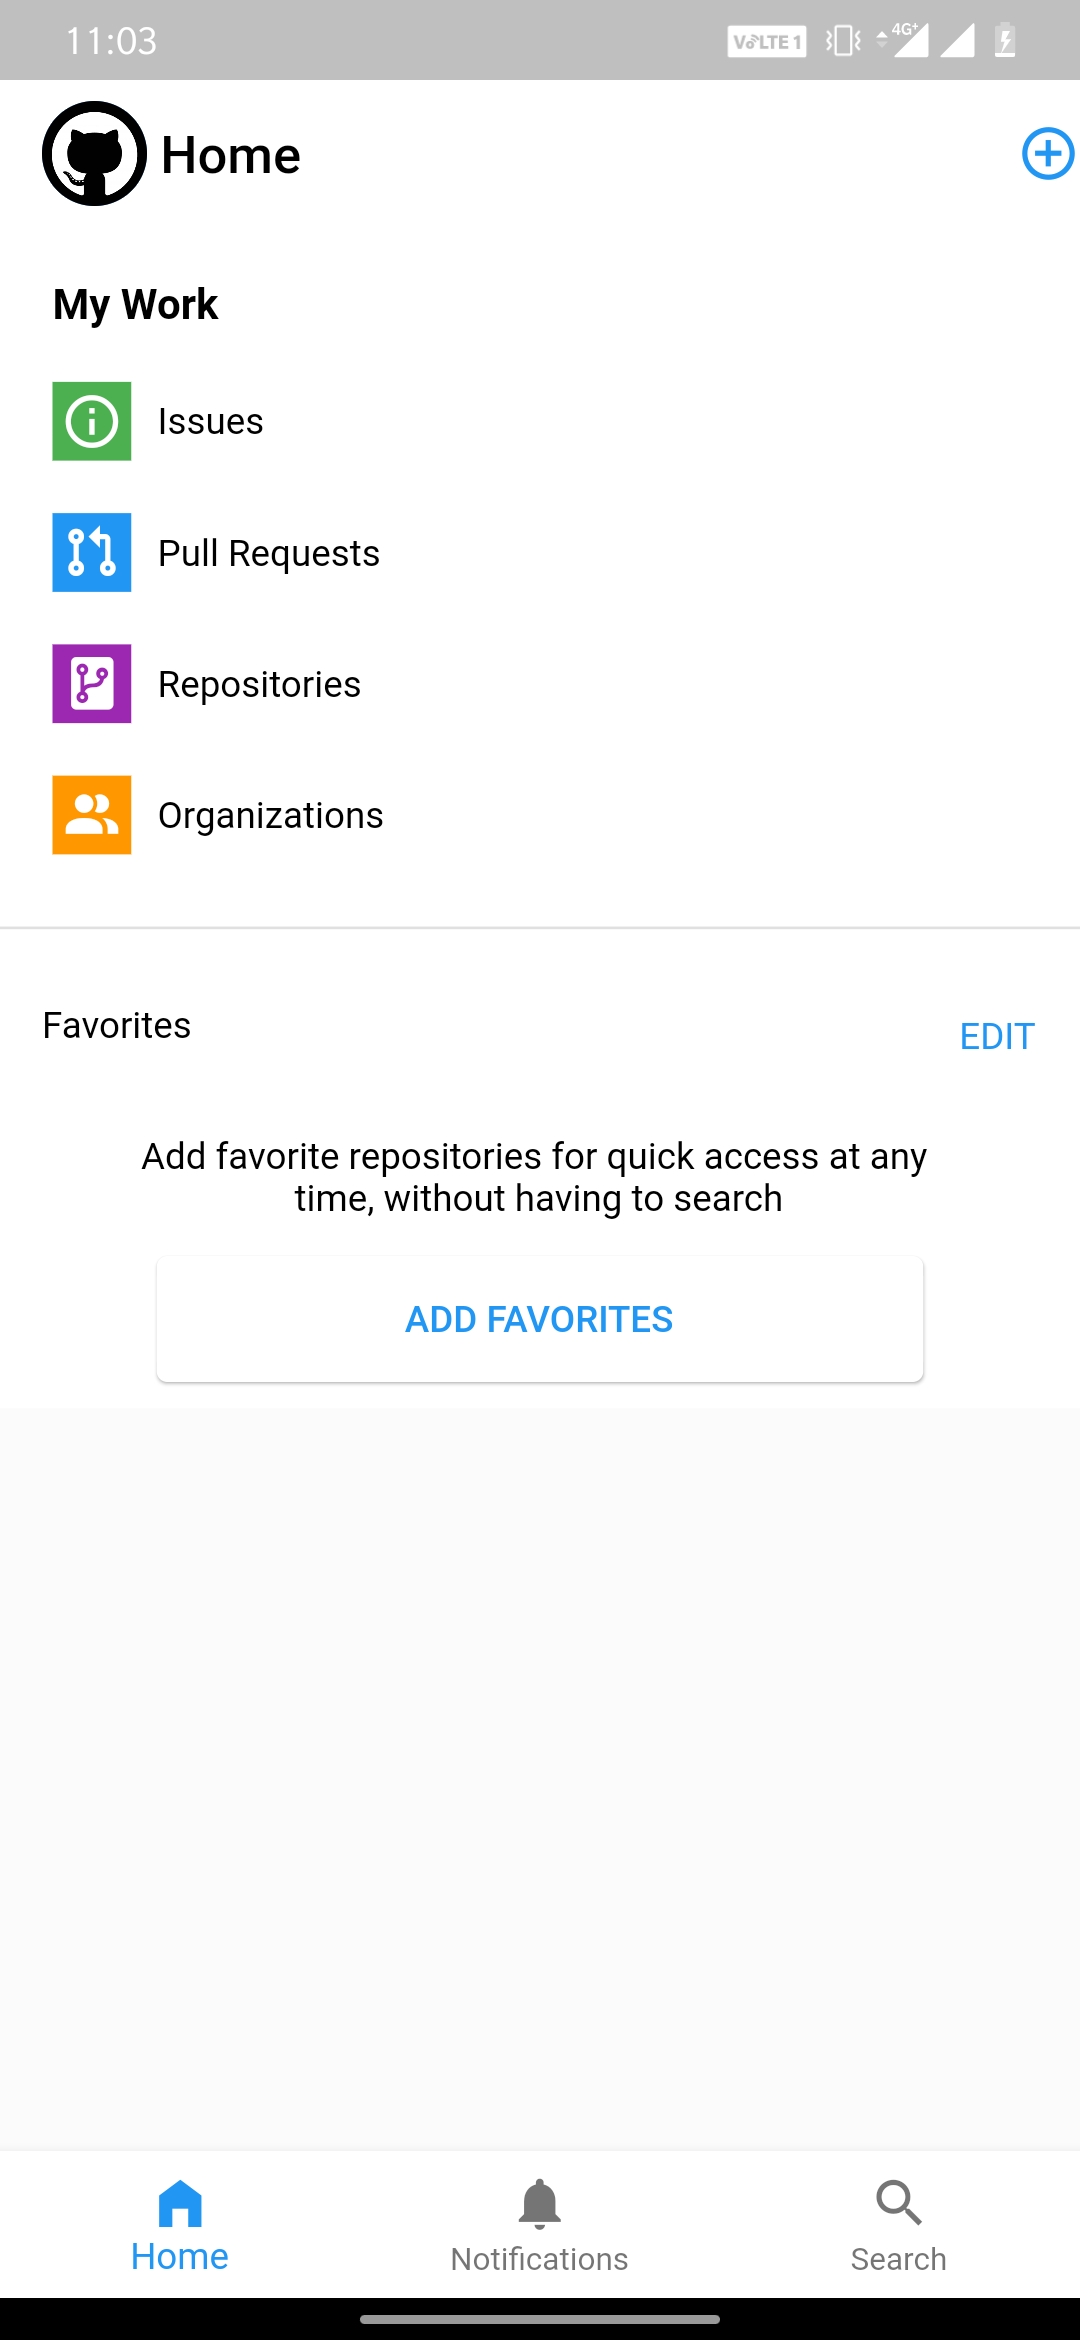 11:03
VoLTE 1
4G+
Home
My Work
Issues
Pull Requests
Repositories
Organizations
Favorites
EDIT
Add favorite repositories for quick access at any
time, without having to search
ADD FAVORITES
Home
Notifications
Search